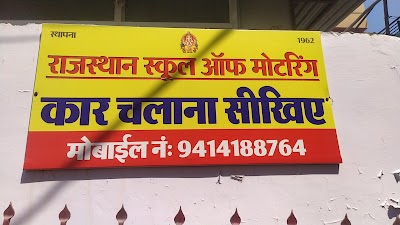 स्थापना 1962
राजस्थान स्कूल ऑफ मोटरिंग
कार चलाना सीखिए
मोबाईल नं: 9414188764